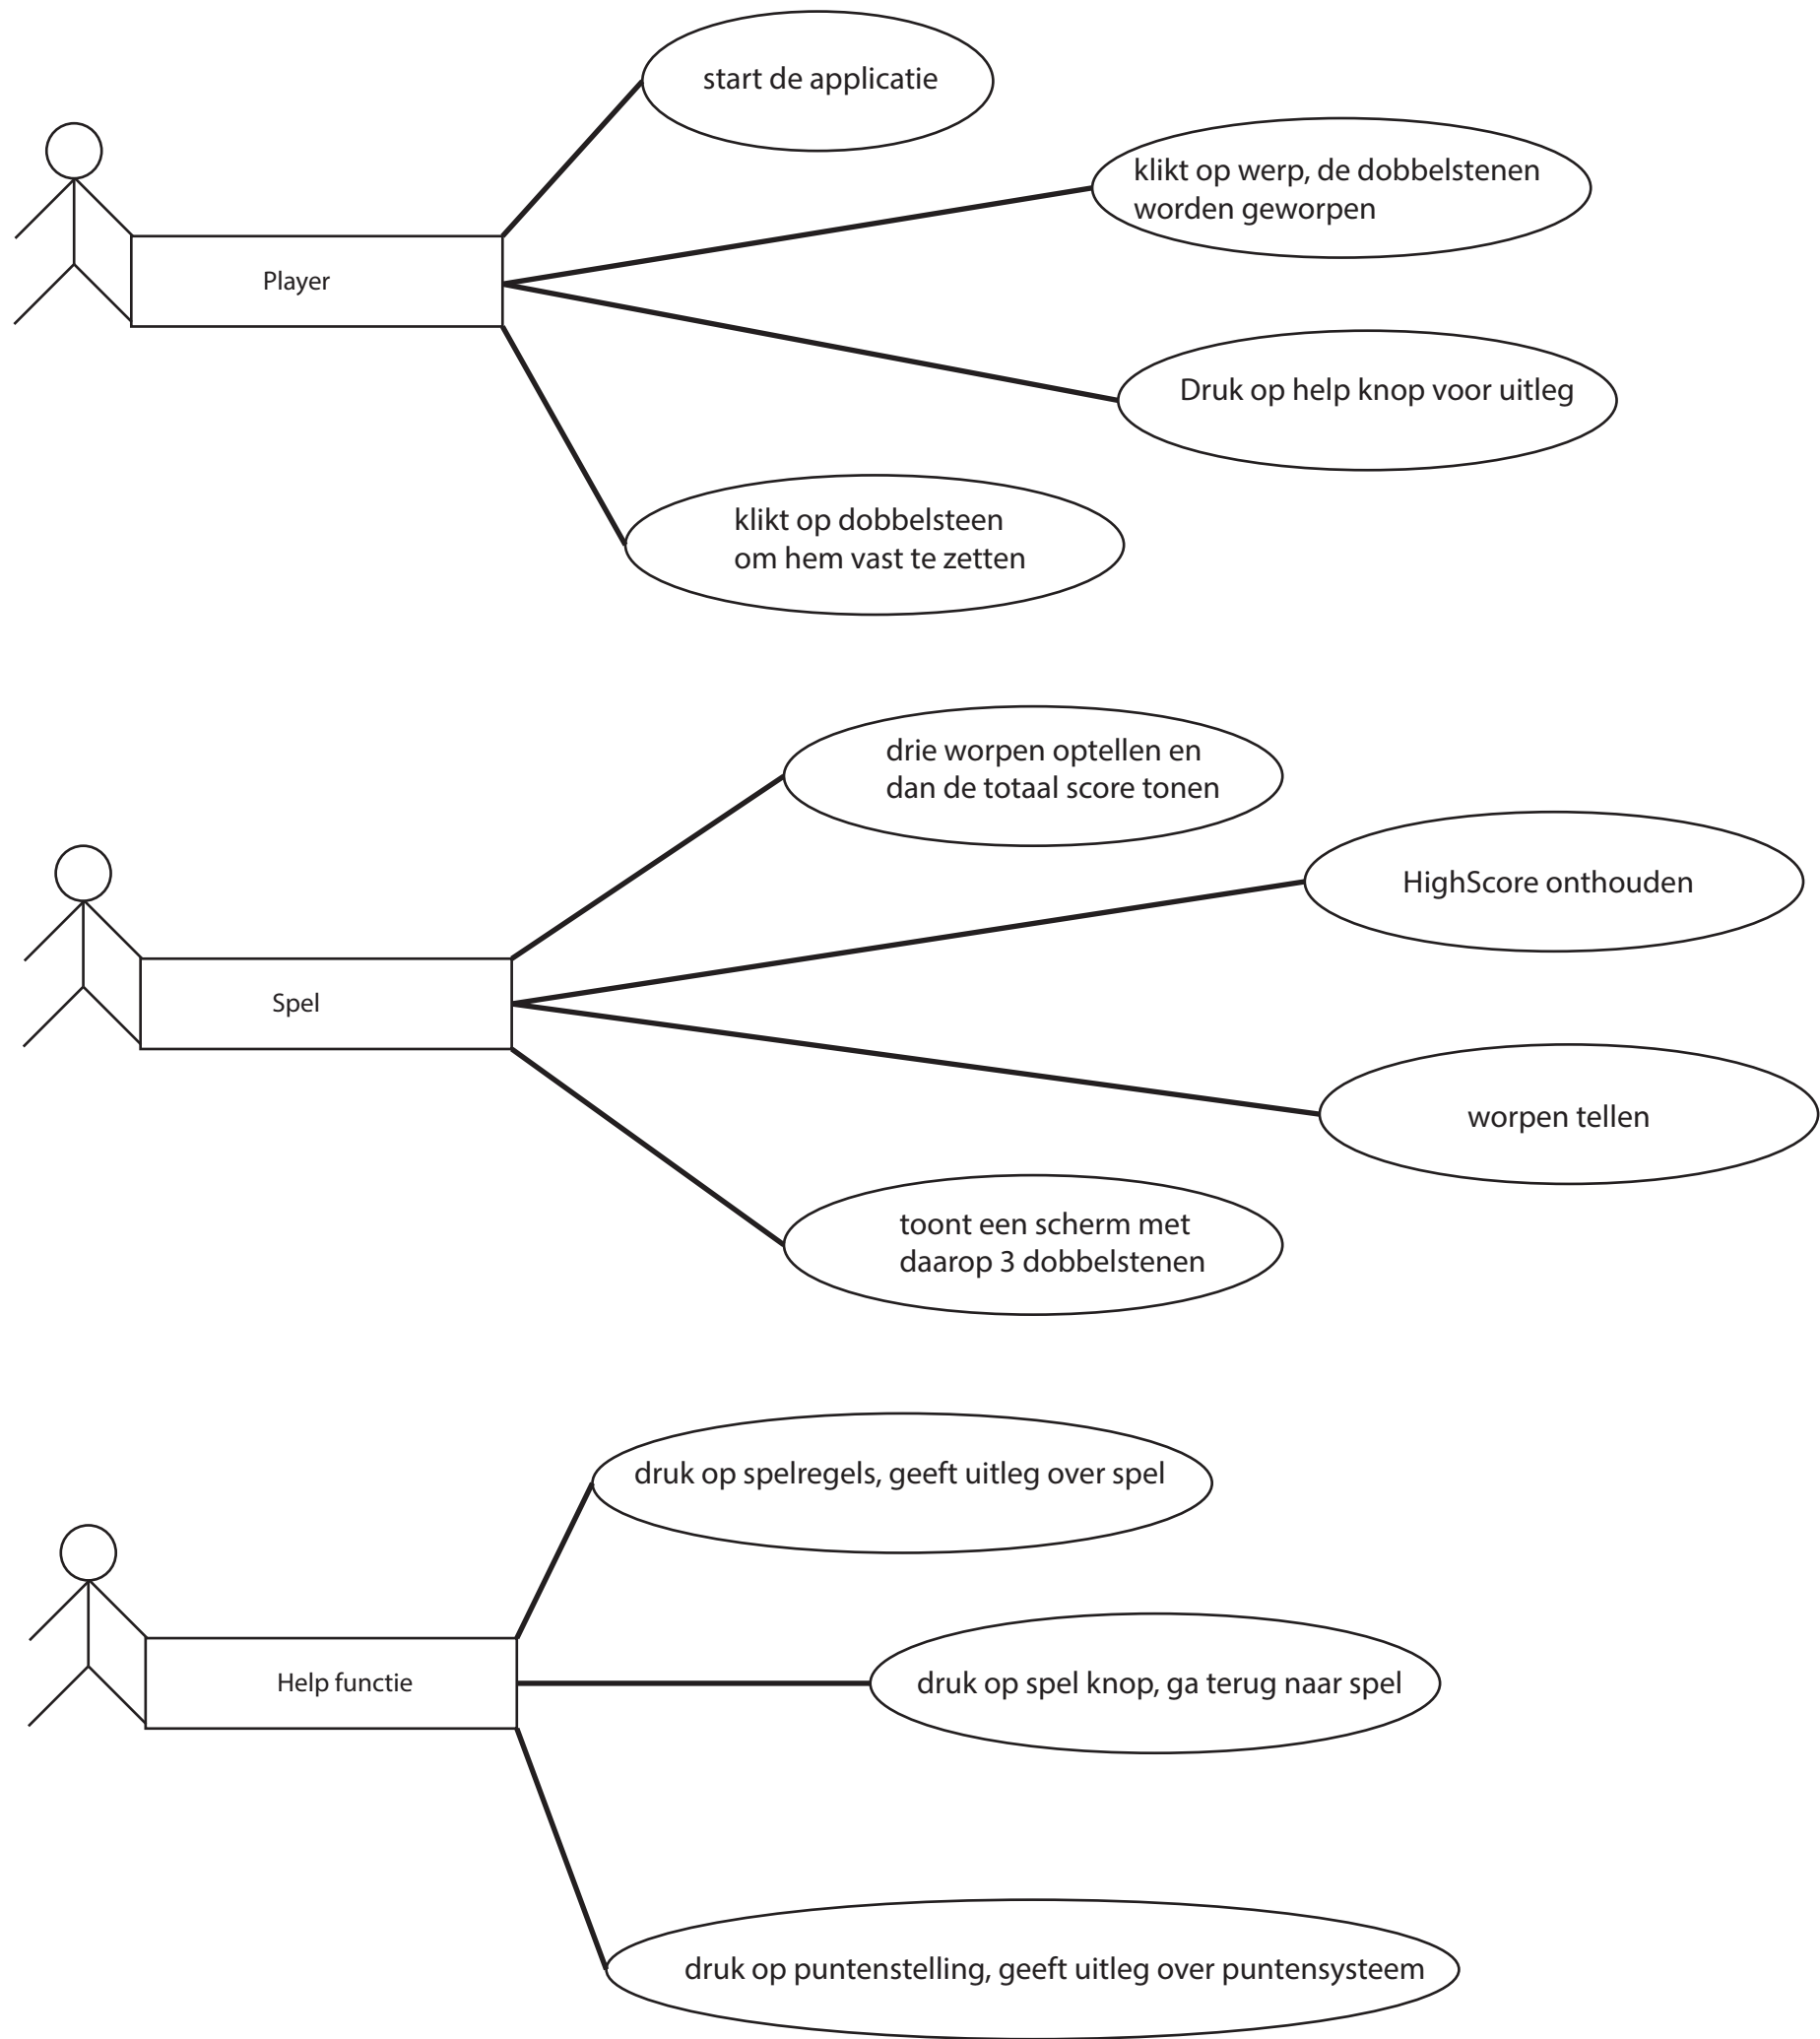 start de applicatie
klikt op werp, de dobbelstenen
worden geworpen
Player
Druk op help knop voor uitleg
klikt op dobbelsteen
om hem vast te zetten
drie worpen optellen en
dan de totaal score tonen
HighScore onthouden
Spel
worpen tellen
toont een scherm met
daarop 3 dobbelstenen
druk op spelregels, geeft uitleg over spel
Help functie
druk op spel knop, ga terug naar spel
druk op puntenstelling, geeft uitleg over puntensysteem